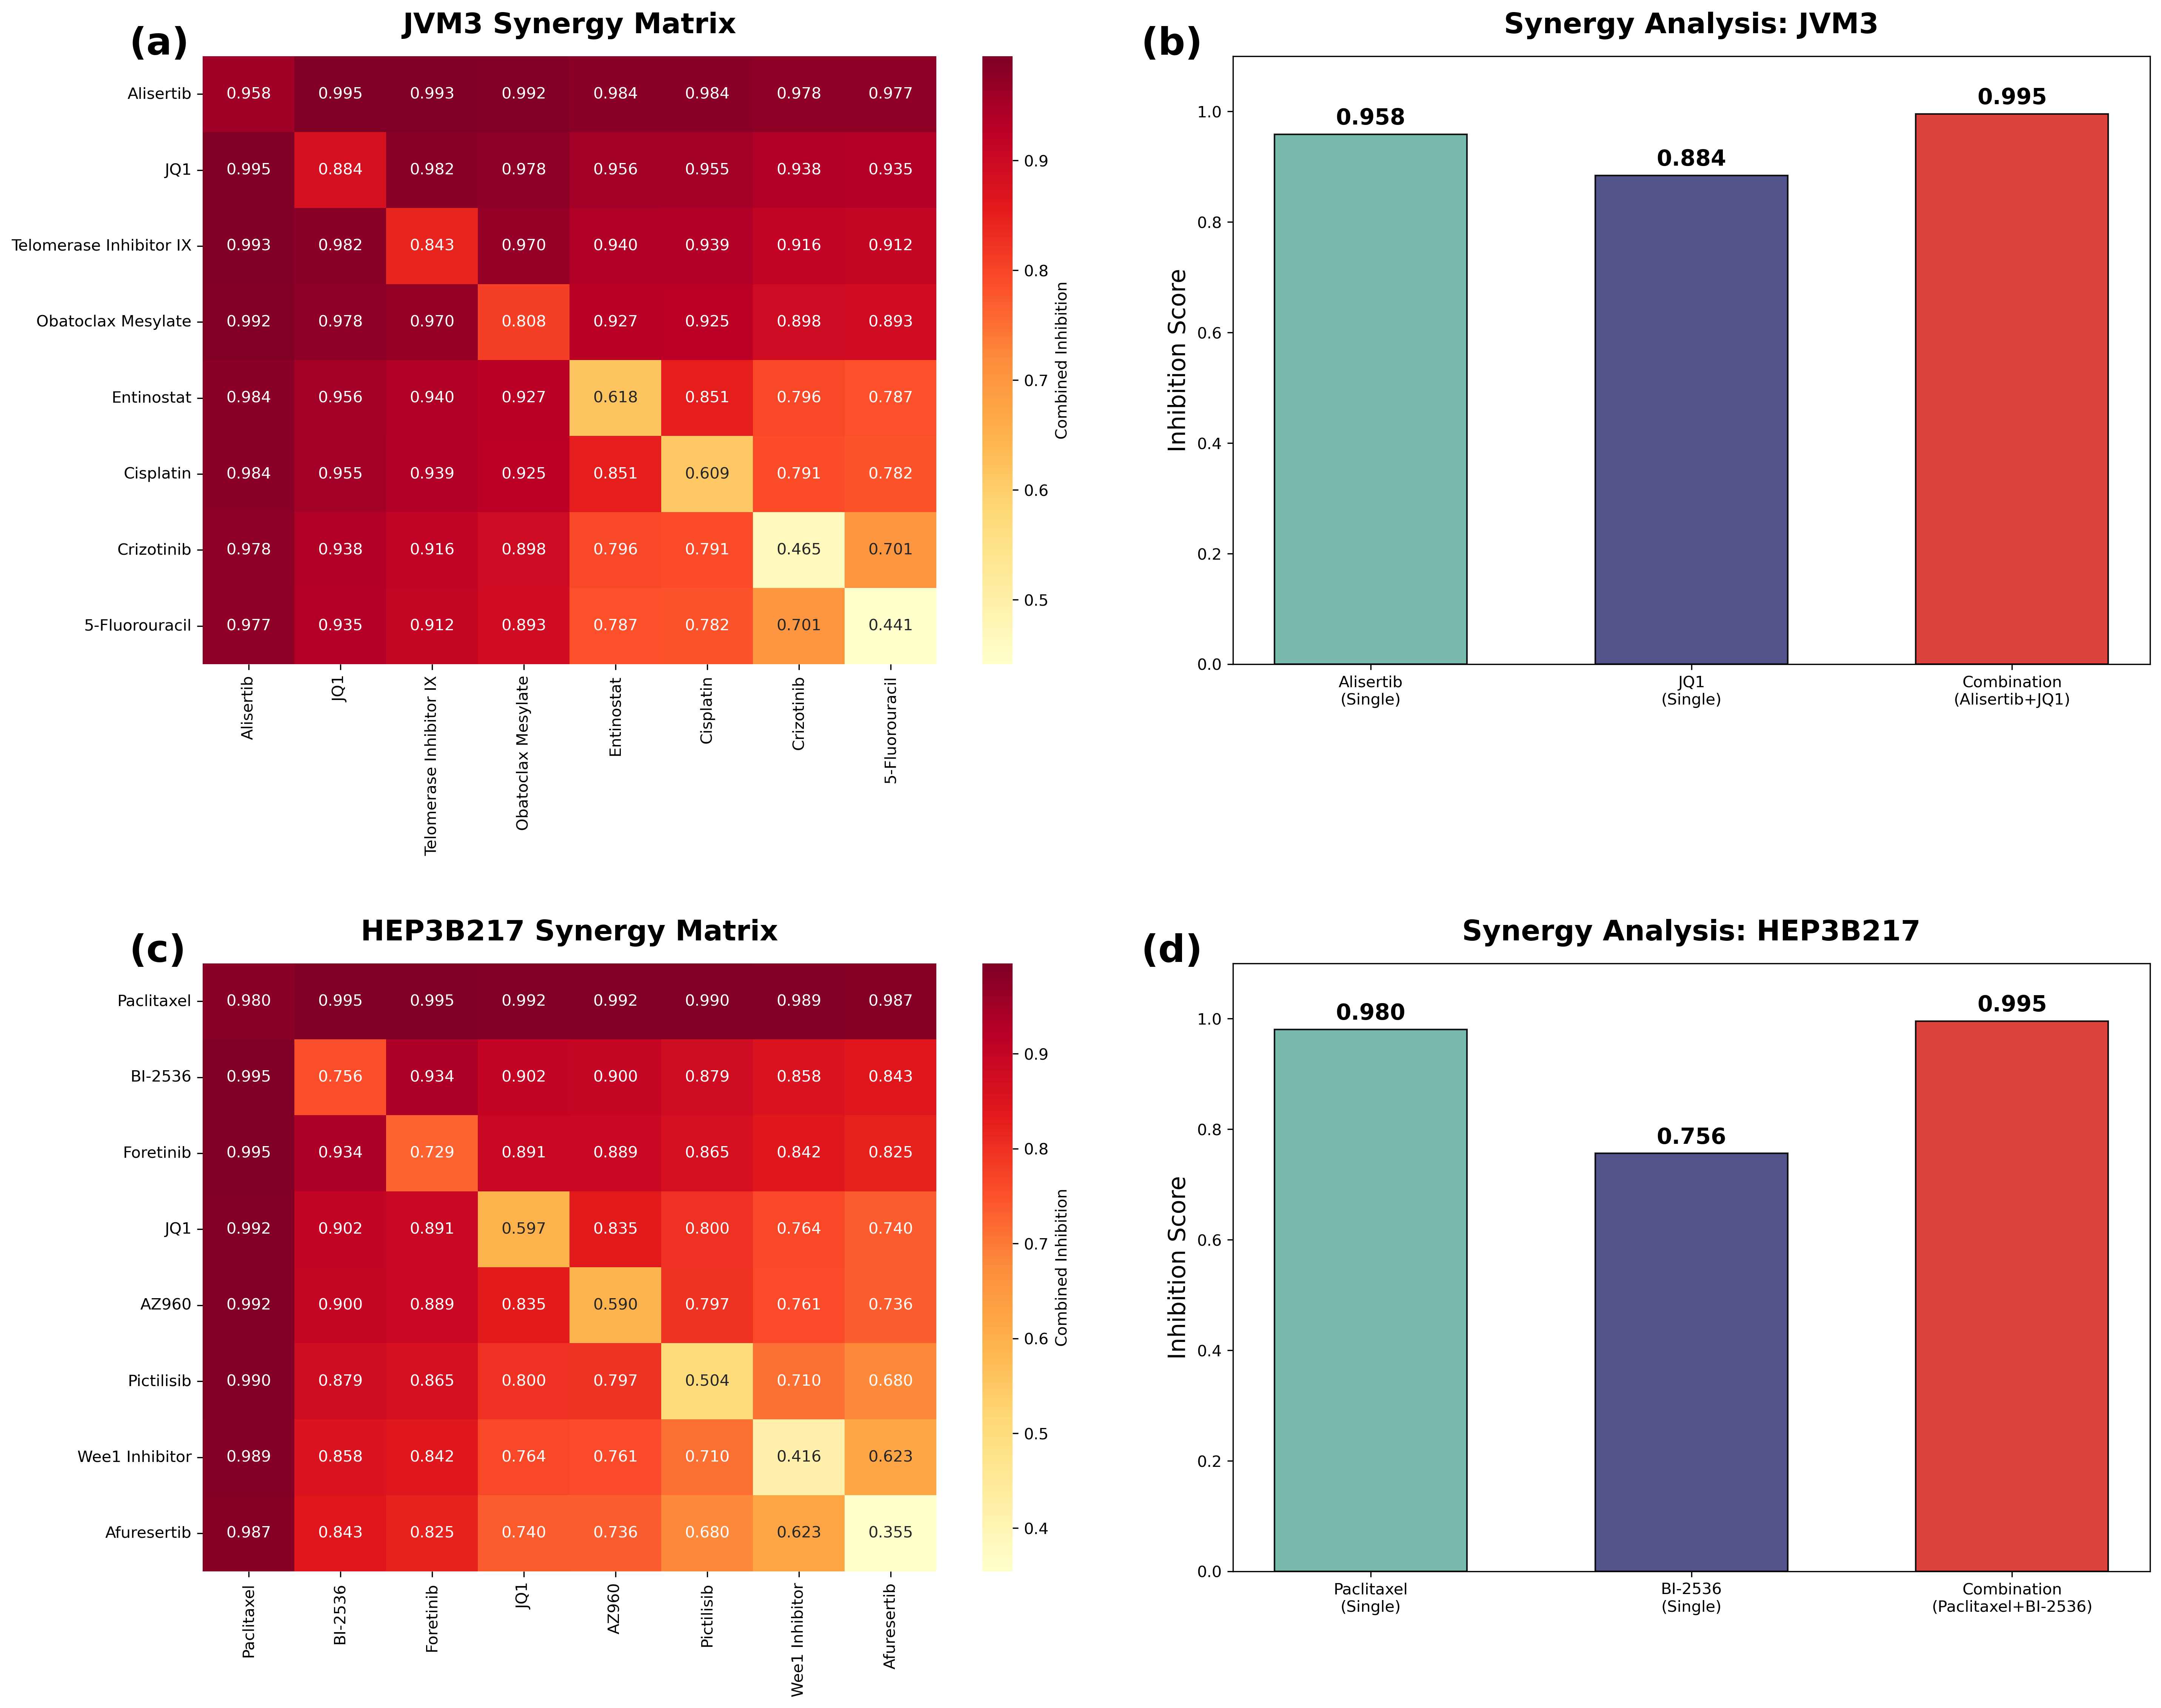 (a)
JVM3 Synergy Matrix
Alisertib 0.958 0.995 0.993 0.992 0.984 0.984 0.978 0.977
JQ1 0.995 0.884 0.982 0.978 0.956 0.955 0.938 0.935
Telomerase Inhibitor IX 0.993 0.982 0.843 0.970 0.940 0.939 0.916 0.912
Obatoclax Mesylate 0.992 0.978 0.970 0.808 0.927 0.925 0.898 0.893
Entinostat 0.984 0.956 0.940 0.927 0.618 0.851 0.796 0.787
Cisplatin 0.984 0.955 0.939 0.925 0.851 0.609 0.791 0.782
Crizotinib 0.978 0.938 0.916 0.898 0.796 0.791 0.465 0.701
5-Fluorouracil 0.977 0.935 0.912 0.893 0.787 0.782 0.701 0.441
Alisertib
JQ1
Telomerase Inhibitor IX
Obatoclax Mesylate
Entinostat
Cisplatin
Crizotinib
5-Fluorouracil
0.9
0.8
0.7
0.6
0.5
Combined Inhibition
(b)
Synergy Analysis: JVM3
Inhibition Score
1.0
0.8
0.6
0.4
0.2
0.0
0.958
0.884
0.995
Alisertib
(Single)
JQ1
(Single)
Combination
(Alisertib+JQ1)
(c)
HEP3B217 Synergy Matrix
Paclitaxel 0.980 0.995 0.995 0.992 0.992 0.990 0.989 0.987
BI-2536 0.995 0.756 0.934 0.902 0.900 0.879 0.858 0.843
Foretinib 0.995 0.934 0.729 0.891 0.889 0.865 0.842 0.825
JQ1 0.992 0.902 0.891 0.597 0.835 0.800 0.764 0.740
AZ960 0.992 0.900 0.889 0.835 0.590 0.797 0.761 0.736
Pictilisib 0.990 0.879 0.865 0.800 0.797 0.504 0.710 0.680
Wee1 Inhibitor 0.989 0.858 0.842 0.764 0.761 0.710 0.416 0.623
Afuresertib 0.987 0.843 0.825 0.740 0.736 0.680 0.623 0.355
Paclitaxel
BI-2536
Foretinib
JQ1
AZ960
Pictilisib
Wee1 Inhibitor
Afuresertib
0.9
0.8
0.7
0.6
0.5
0.4
Combined Inhibition
(d)
Synergy Analysis: HEP3B217
Inhibition Score
1.0
0.8
0.6
0.4
0.2
0.0
0.980
0.756
0.995
Paclitaxel
(Single)
BI-2536
(Single)
Combination
(Paclitaxel+BI-2536)